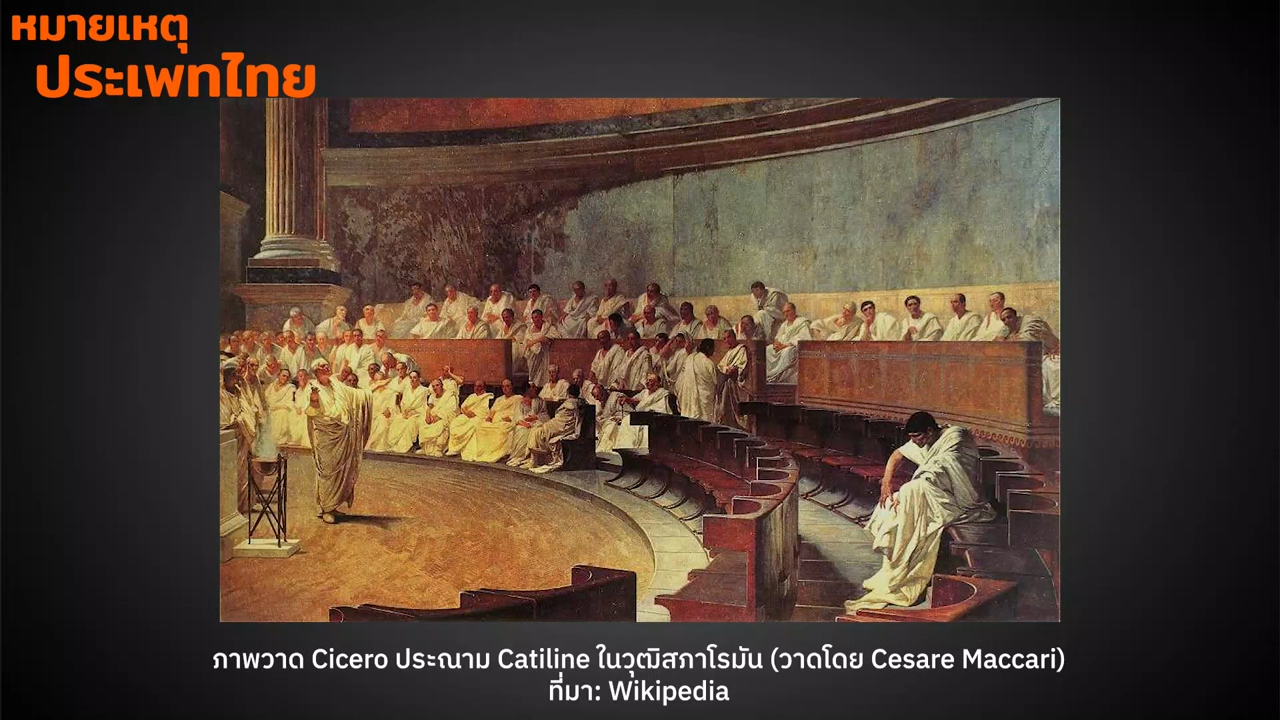 หมายเหตุ
ประเพทไทย
ภาพวาด Cicero ประณาม Catiline ในวุฒิสภาโรมัน (วาดโดย Cesare Maccari)
ที่มา: Wikipedia